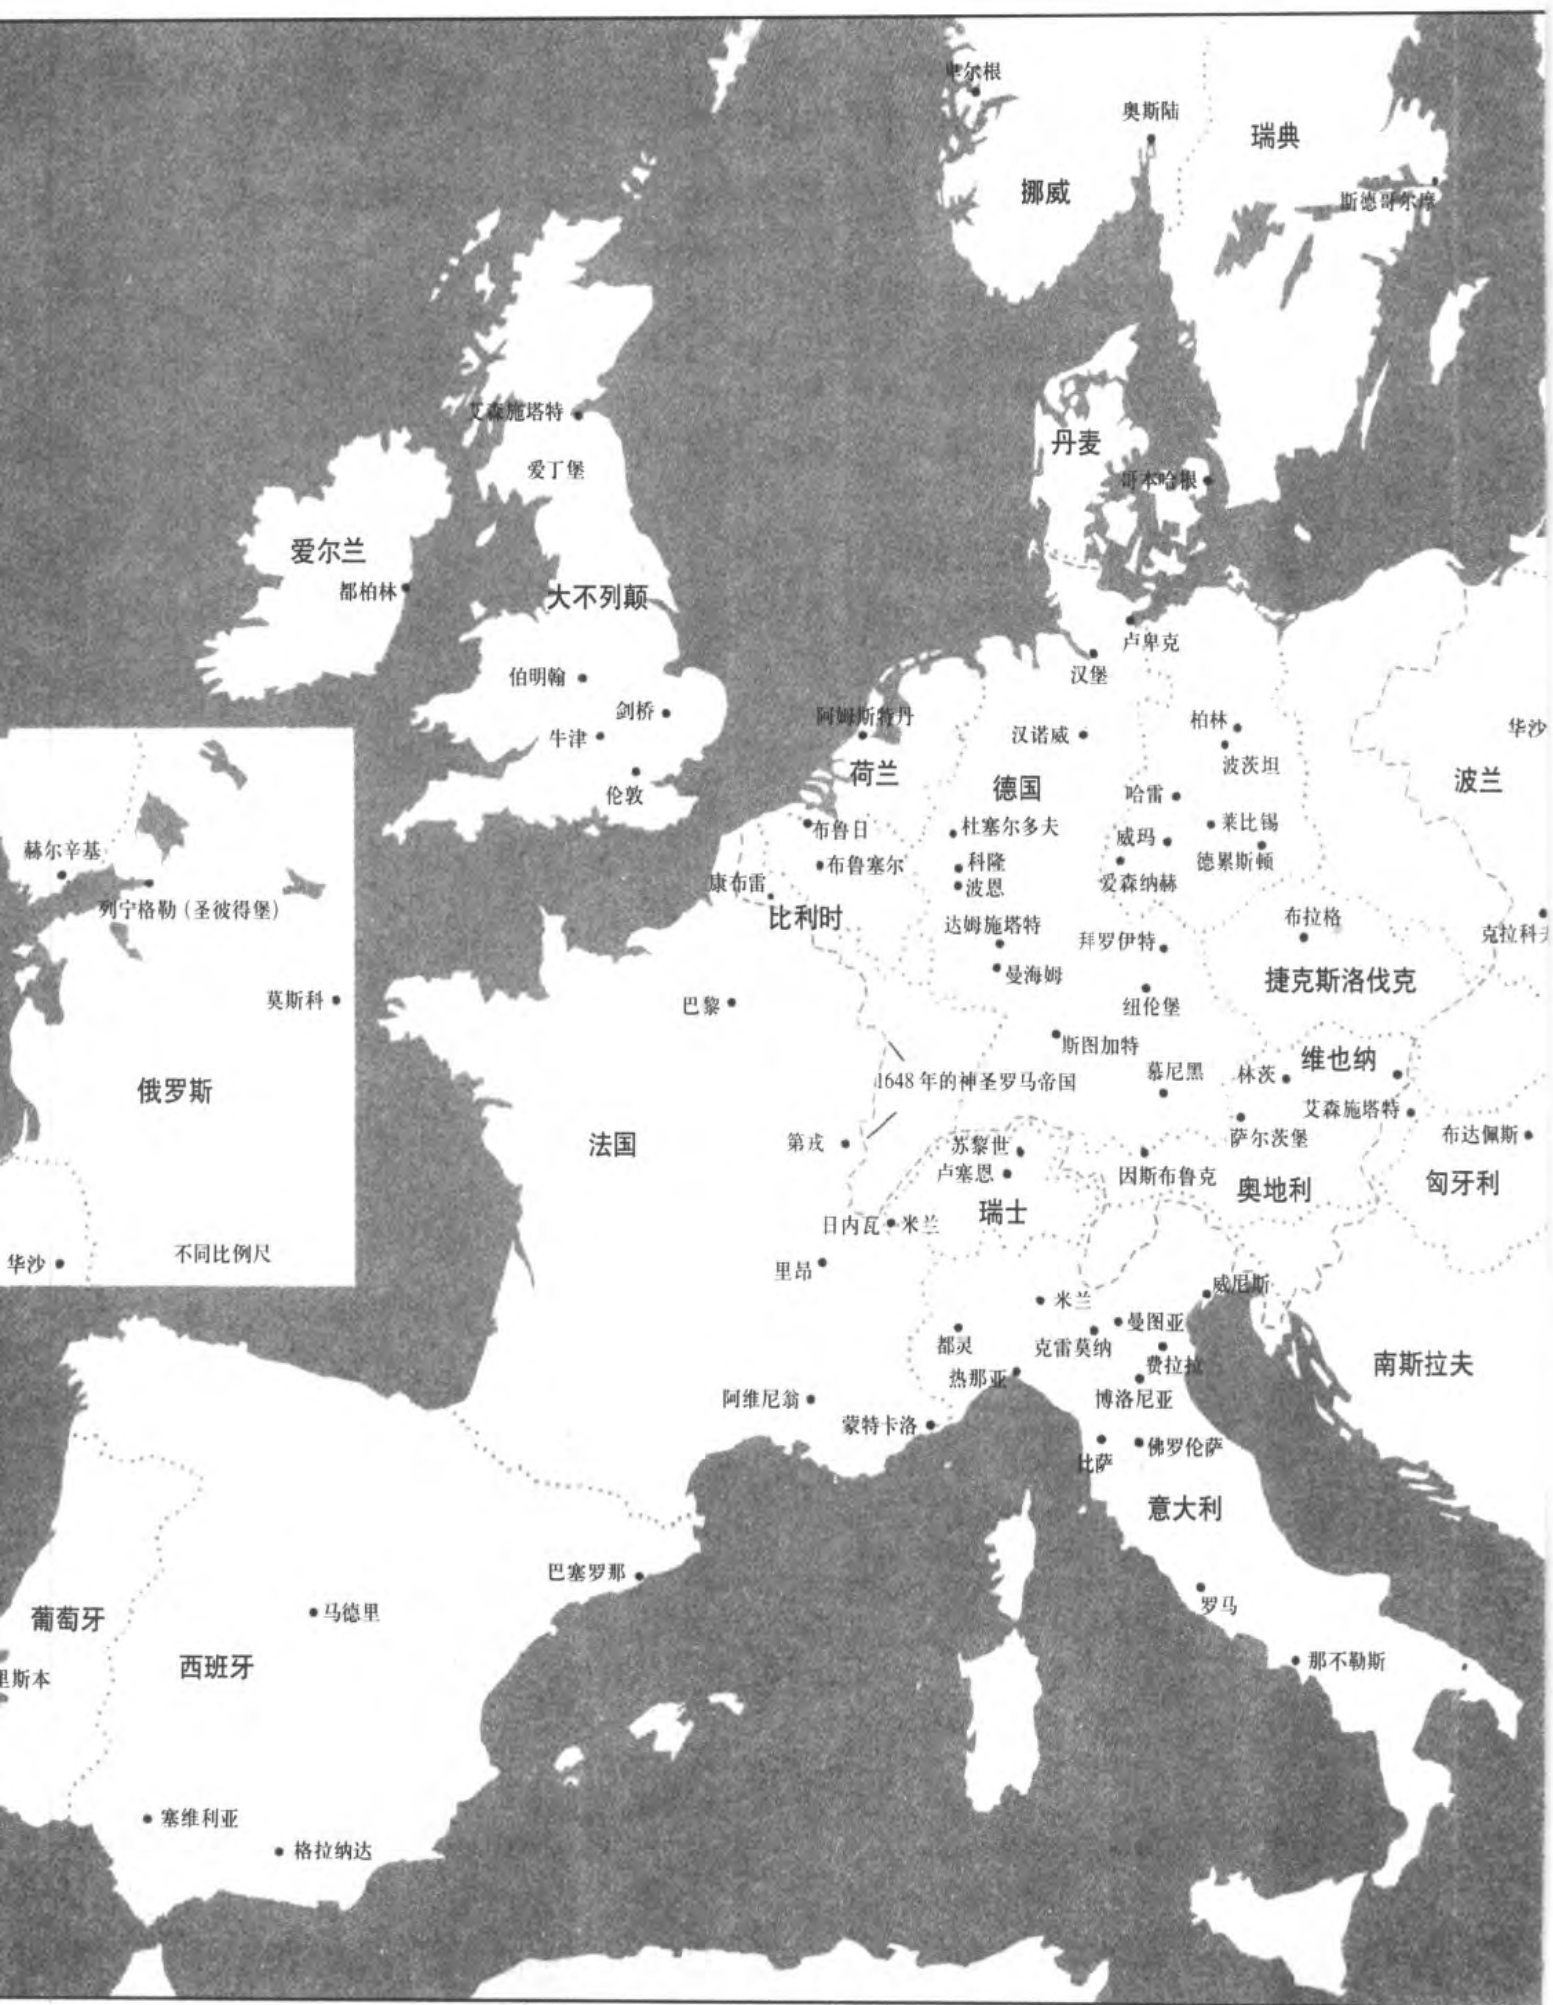 卑尔根
奥斯陆
瑞典
挪威
斯德哥尔摩
艾森施塔特
丹麦
爱丁堡
哥本哈根
爱尔兰
都柏林
大不列颠
卢卑克
汉堡
伯明翰
剑桥
阿姆斯特丹
柏林
牛津
汉诺威
华沙
波茨坦
荷兰
德国
波兰
伦敦
哈雷
布鲁日
杜塞尔多夫
莱比锡
威玛
赫尔辛基
布鲁塞尔
科隆
德累斯顿
康布雷
波恩
爱森纳赫
列宁格勒（圣彼得堡）
比利时
布拉格
达姆施塔特
拜罗伊特
克拉科夫
曼海姆
捷克斯洛伐克
莫斯科
巴黎
纽伦堡
斯图加特
维也纳
慕尼黑
林茨
1648 年的神圣罗马帝国
俄罗斯
艾森施塔特
法国
第戎
苏黎世
萨尔茨堡
布达佩斯
卢塞恩
因斯布鲁克
奥地利
匈牙利
瑞士
日内瓦
米兰
不同比例尺
华沙
里昂
威尼斯
米兰
曼图亚
都灵
克雷莫纳
费拉拉
南斯拉夫
热那亚
阿维尼翁
博洛尼亚
蒙特卡洛
佛罗伦萨
比萨
意大利
巴塞罗那
罗马
葡萄牙
马德里
西班牙
里斯本
那不勒斯
塞维利亚
格拉纳达